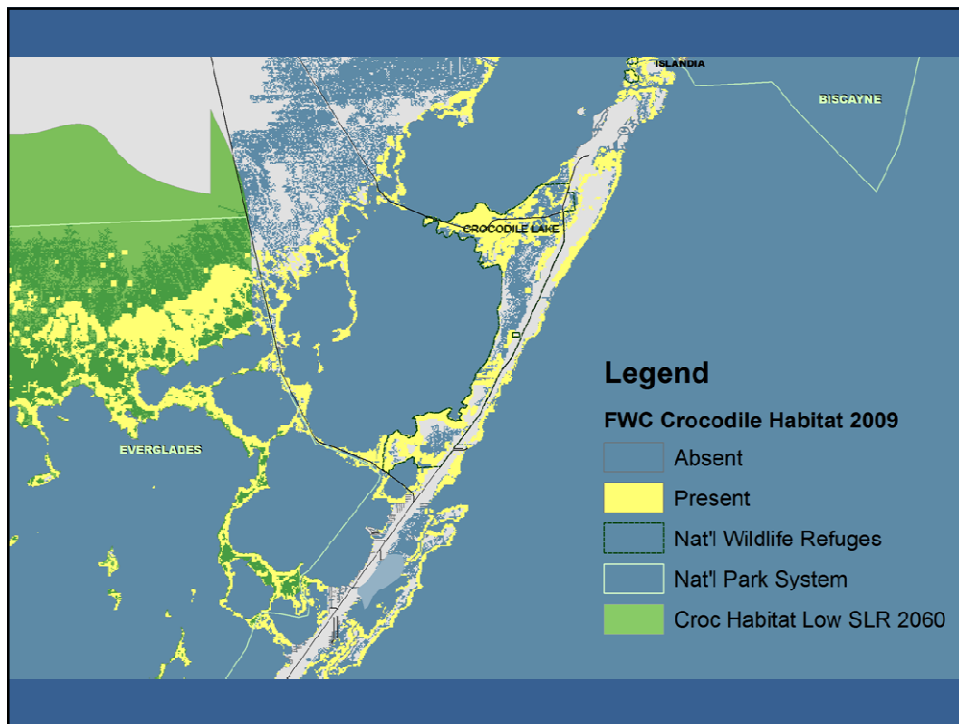 ISLANDIA
BISCAYNE
CROCODILE LAKE
EVERGLADES
Legend
FWC Crocodile Habitat 2009
Absent
Present
Nat'l Wildlife Refuges
Nat'l Park System
Croc Habitat Low SLR 2060